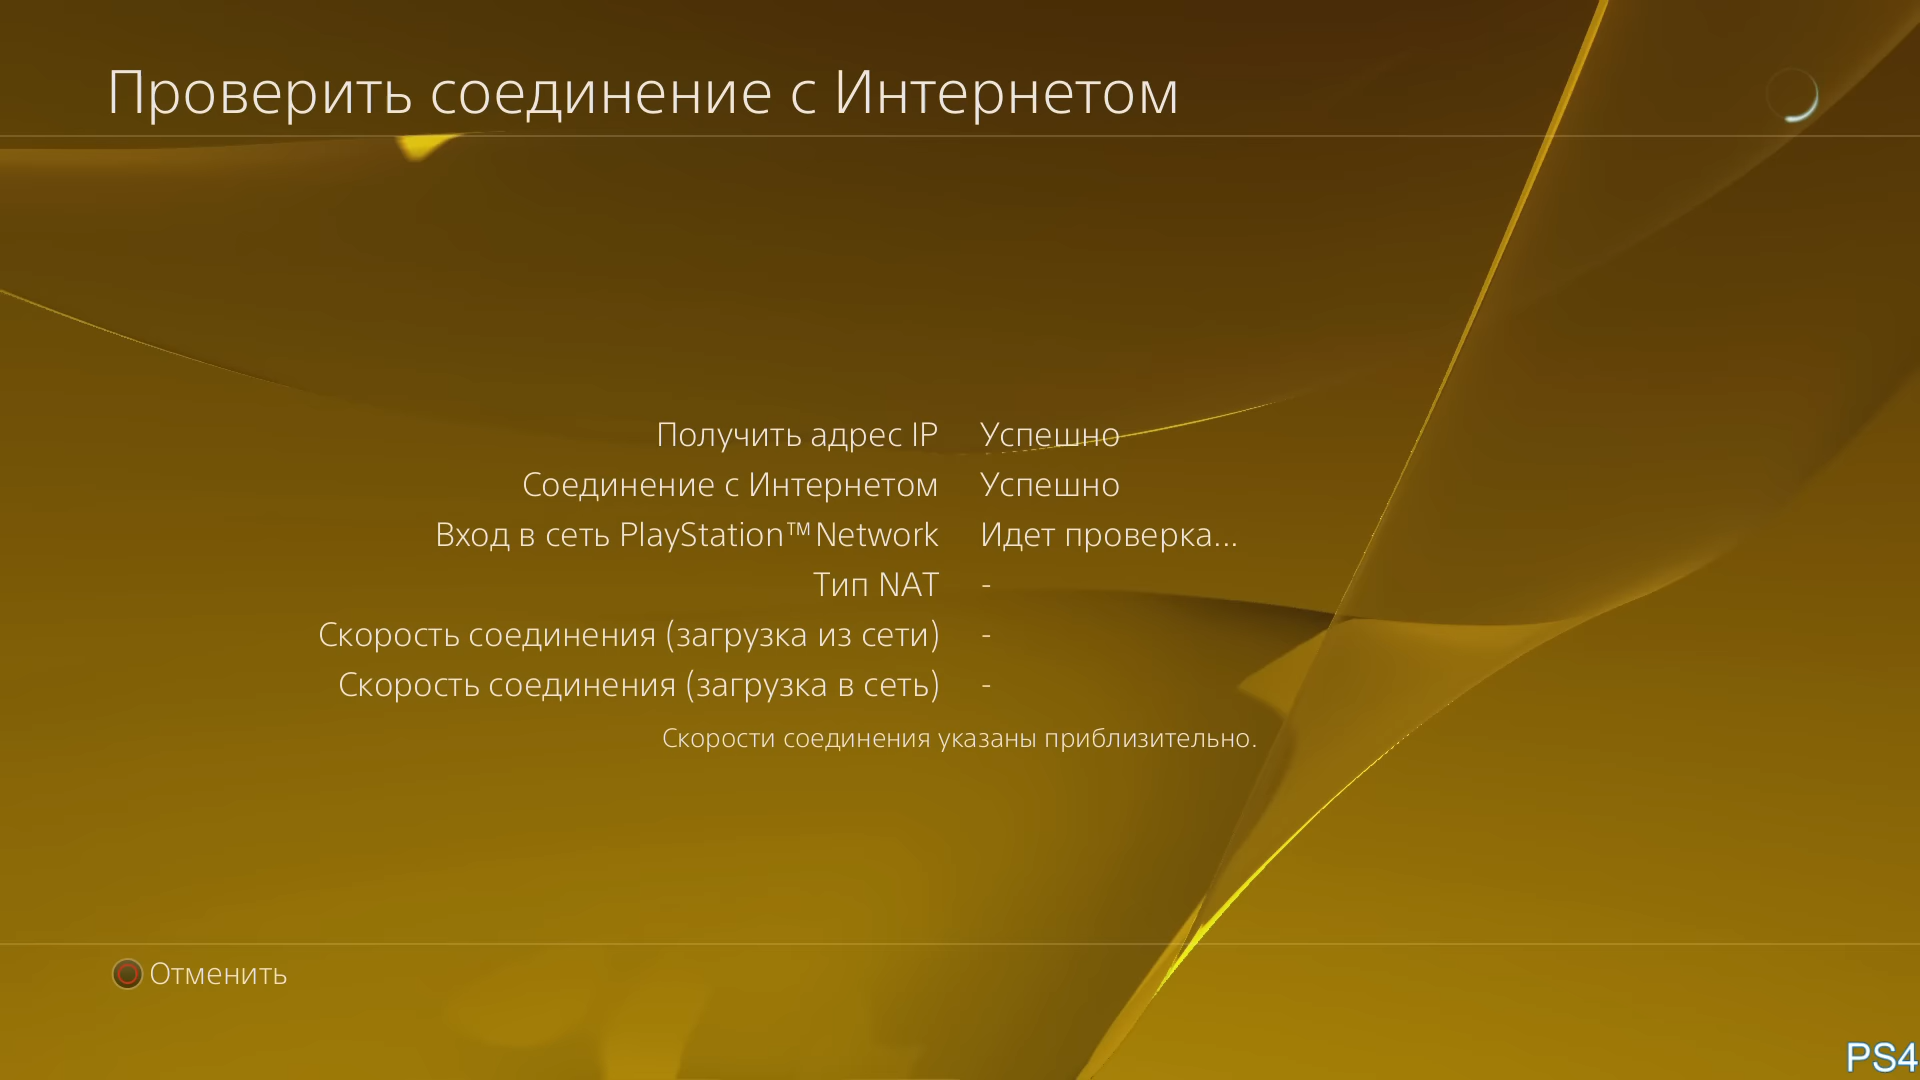 Проверить соединение с Интернетом
Получить адрес IP Успешно
Соединение с Интернетом Успешно
Вход в сеть PlayStation™Network Идет проверка...
Тип NAT -
Скорость соединения (загрузка из сети) -
Скорость соединения (загрузка в сеть) -
Скорости соединения указаны приблизительно.
Отменить
PS4